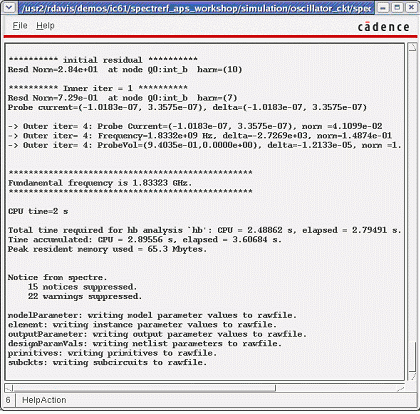 /usr2/rdavis/demos/ic61/spectrerf_aps_workshop/simulation/oscillator_ckt/spec
File Help cādence
********** initial residual **********
Resd Norm=2.84e+01 at node Q0:int_b harm=(10)
********** Inner iter = 1 **********
Resd Norm=7.29e-01 at node Q0:int_b harm=(7)
Probe current=(-1.0183e-07, 3.3575e-07), delta=(-1.0183e-07, 3.3575e-07)
-> Outer iter= 4: Probe Current=(-1.0183e-07, 3.3575e-07), norm =4.1099e-02
-> Outer iter= 4: Frequency=1.8332e+09 Hz, delta=-2.7269e+03, norm=1.4874e-01
-> Outer iter= 4: ProbeVol=(9.4035e-01,0.0000e+00), delta=-1.2133e-05, norm =1.
************************************************
Fundamental frequency is 1.83323 GHz.
************************************************
CPU time=2 s
Total time required for hb analysis `hb': CPU = 2.48862 s, elapsed = 2.79491 s.
Time accumulated: CPU = 2.89556 s, elapsed = 3.60684 s.
Peak resident memory used = 65.3 Mbytes.
Notice from spectre.
15 notices suppressed.
22 warnings suppressed.
modelParameter: writing model parameter values to rawfile.
element: writing instance parameter values to rawfile.
outputParameter: writing output parameter values to rawfile.
designParamVals: writing netlist parameters to rawfile.
primitives: writing primitives to rawfile.
subckts: writing subcircuits to rawfile.
6 HelpAction